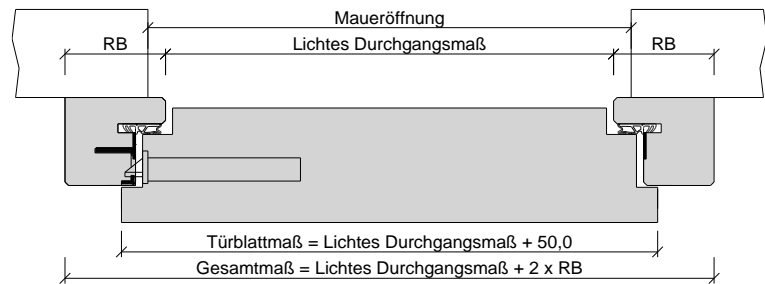 Maueröffnung
RB
Lichtes Durchgangsmaß
RB
Türblattmaß = Lichtes Durchgangsmaß + 50,0
Gesamtmaß = Lichtes Durchgangsmaß + 2 x RB